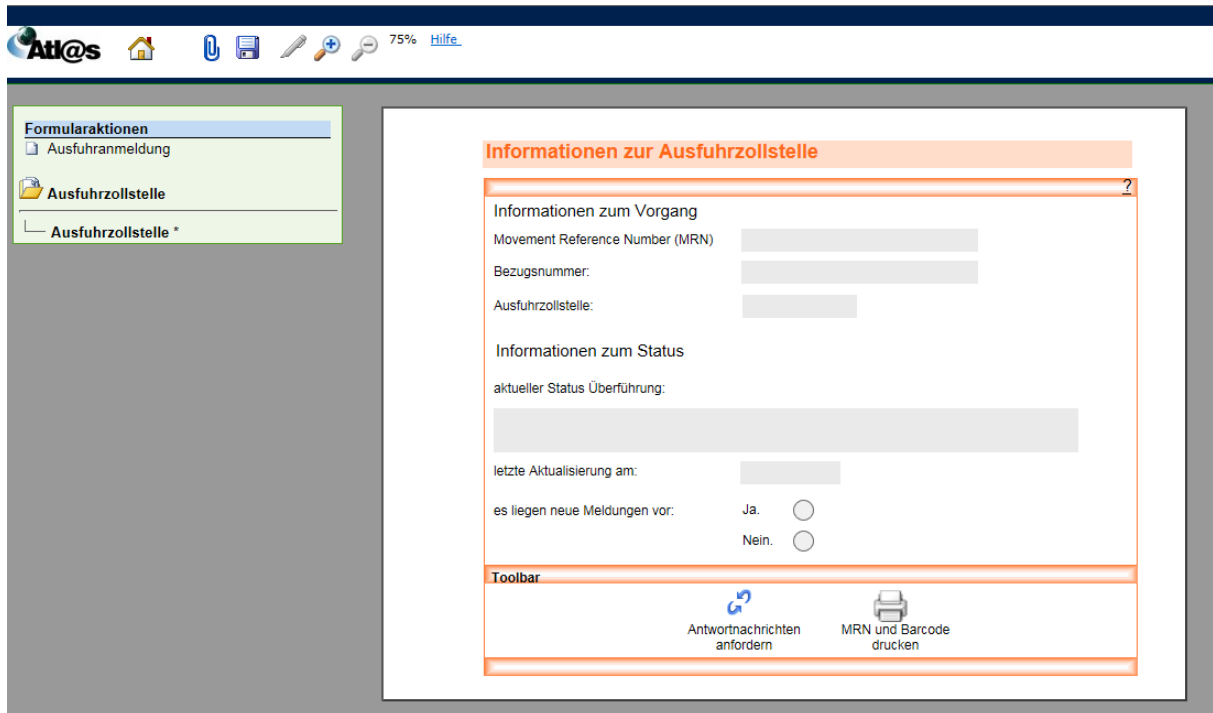 Atl@s
75% Hilfe
Formularaktionen
Ausfuhranmeldung
Ausfuhrzollstelle
Ausfuhrzollstelle *
Informationen zur Ausfuhrzollstelle
?
Informationen zum Vorgang
Movement Reference Number (MRN)
Bezugsnummer:
Ausfuhrzollstelle:
Informationen zum Status
aktueller Status Überführung:
letzte Aktualisierung am:
es liegen neue Meldungen vor: Ja.
Nein.
Toolbar
Antwortnachrichten
anfordern
MRN und Barcode
drucken